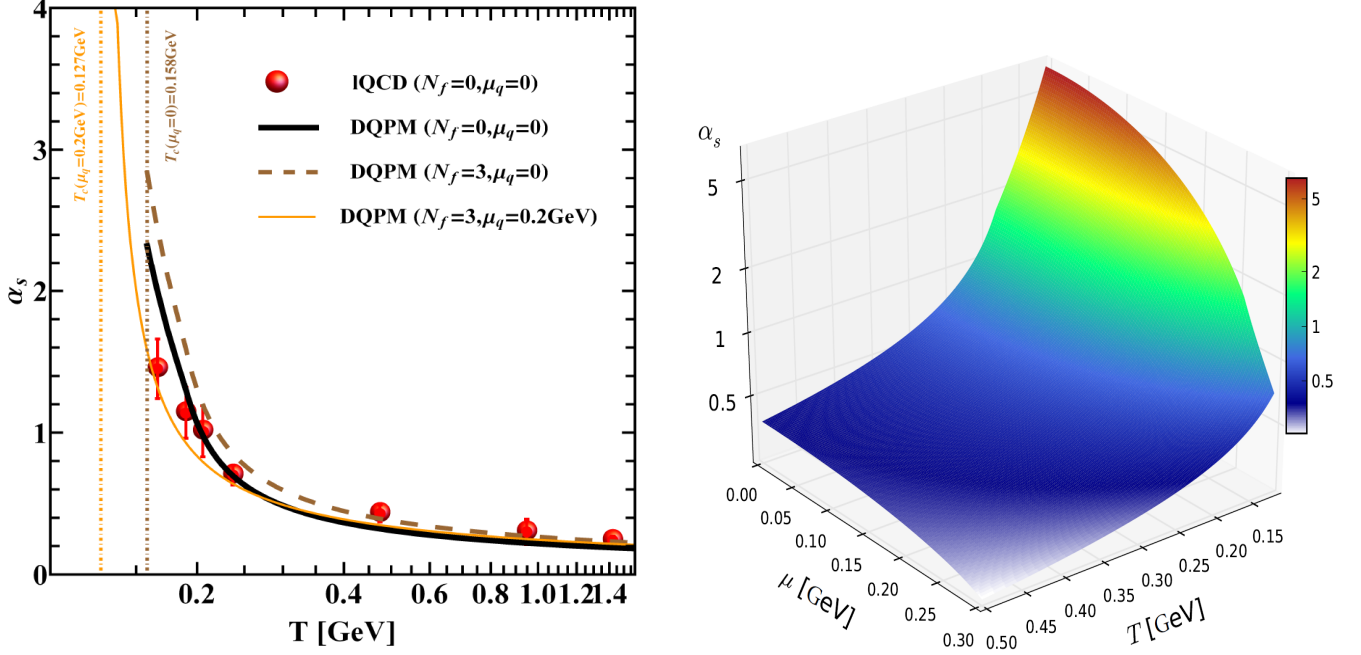 4
3
2
1
0
α_s
T_c(μ_q=0.2GeV)=0.127GeV
T_c(μ_q=0)=0.158GeV
lQCD (N_f=0,μ_q=0)
DQPM (N_f=0,μ_q=0)
DQPM (N_f=3,μ_q=0)
DQPM (N_f=3,μ_q=0.2GeV)
0.2 0.4 0.6 0.8 1.0 1.2 1.4
T [GeV]
α_s
5
2
1
0.5
0.00
0.05
0.10
0.15
0.20
0.25
0.30
μ [GeV]
0.50
0.45
0.40
0.35
0.30
0.25
0.20
0.15
T [GeV]
5
2
1
0.5